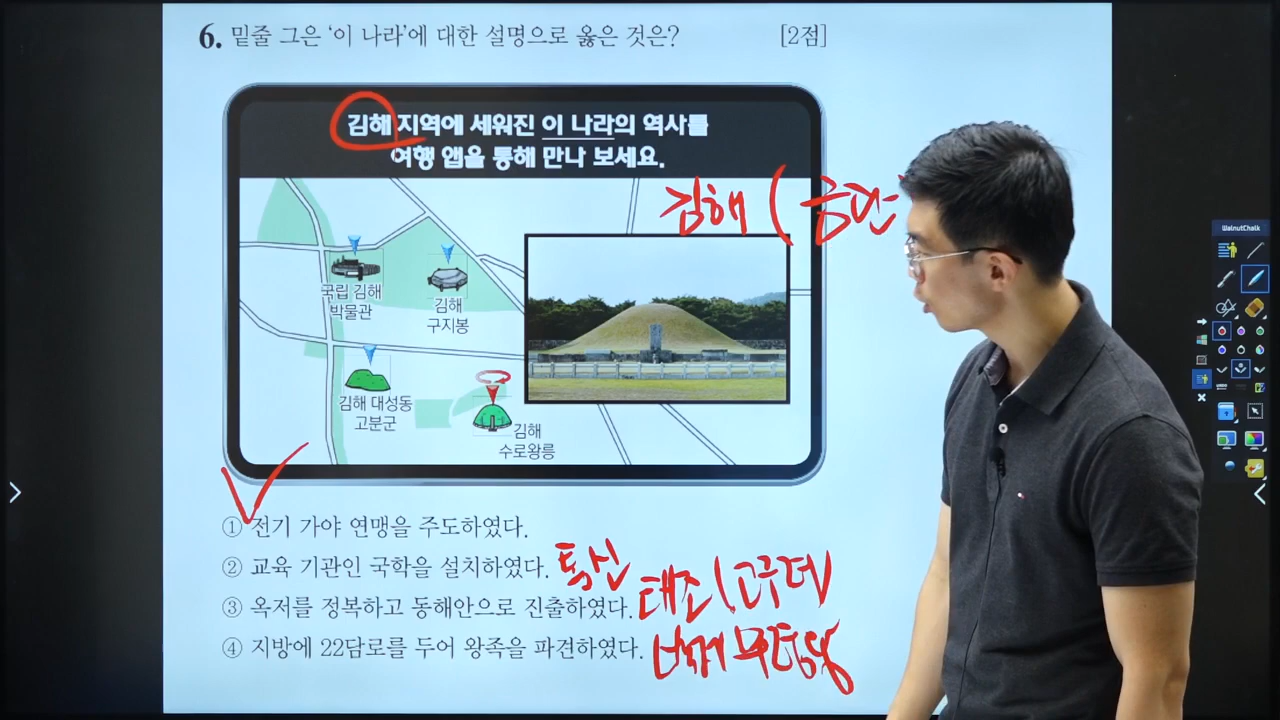 6. 밑줄 그은 '이 나라'에 대한 설명으로 옳은 것은? [2점]
김해 지역에 세워진 이 나라의 역사를
여행 앱을 통해 만나 보세요.
김해 (금관
국립 김해
박물관
김해
구지봉
김해 대성동
고분군
김해
수로왕릉
① 전기 가야 연맹을 주도하였다.
② 교육 기관인 국학을 설치하였다. 통신
③ 옥저를 정복하고 동해안으로 진출하였다. 태조(고구려)
④ 지방에 22담로를 두어 왕족을 파견하였다. 백제 무령왕
WalnutChalk